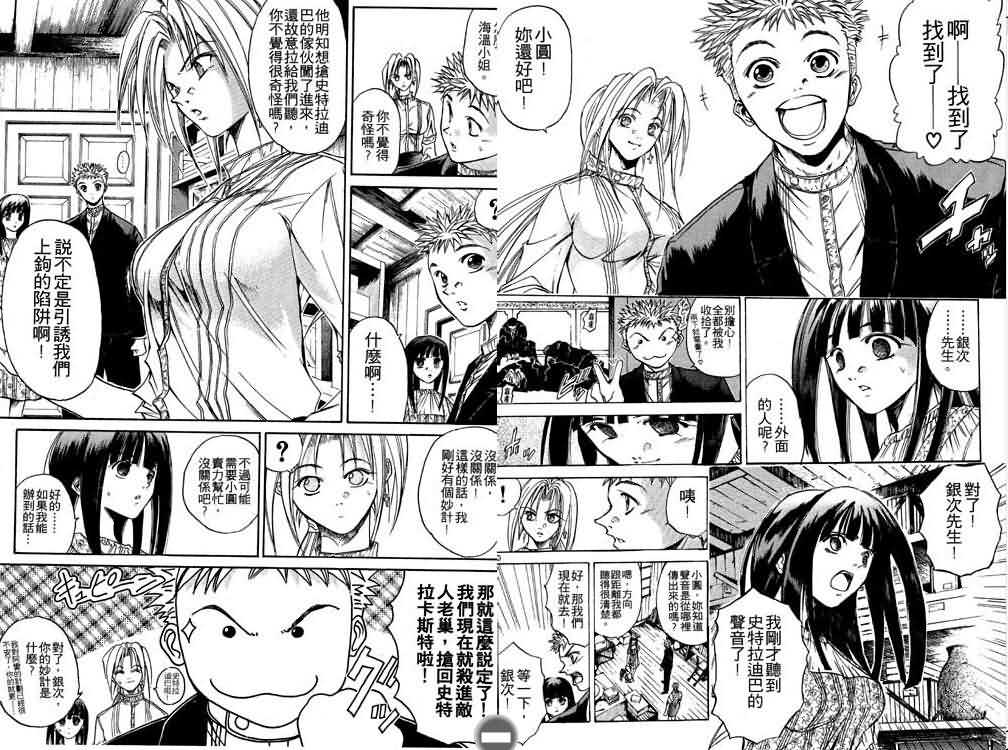 啊——找到了
找到了——♡
小圓！
妳還好吧！
………銀次
先生。
………外面
的人呢？
別擔心！
全都被我
收拾了。
對了！
銀次先生！
我剛才聽到
史特拉迪巴的
聲音！
咦！
！
小圓，妳知道
聲音是從哪裡
傳出來的嗎？
嗯，方向
跟距離我都
聽得很清楚。
好，那我們
現在就去！
等一下，
銀次！
海溫小姐。
你不覺得
奇怪嗎？
？
什麼啊…！
他明知想搶史特拉迪
巴的傢伙闖了進來，
還故意拉給我們聽，
你不覺得很奇怪嗎？
說不定是引誘我們
上鉤的陷阱啊！
沒關係！
沒關係！
這樣的話，我
剛好有個妙計！
？
不過可能
需要小圓
賣力幫忙，
沒關係吧？
好的……
如果我能
辦到的話…
那就這麼說定了！
我們現在就殺進敵
人老巢，搶回史特
拉卡斯特啦！
史特拉
迪巴啦！
對了，銀次
你的妙計是
什麼？